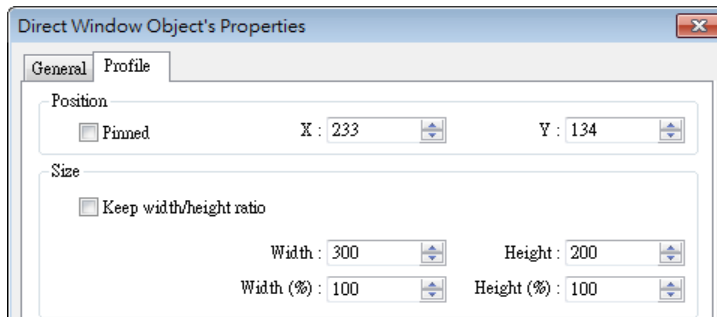 Direct Window Object's Properties
General Profile
Position
Pinned X : 233 Y : 134
Size
Keep width/height ratio
Width : 300 Height : 200
Width (%) : 100 Height (%) : 100